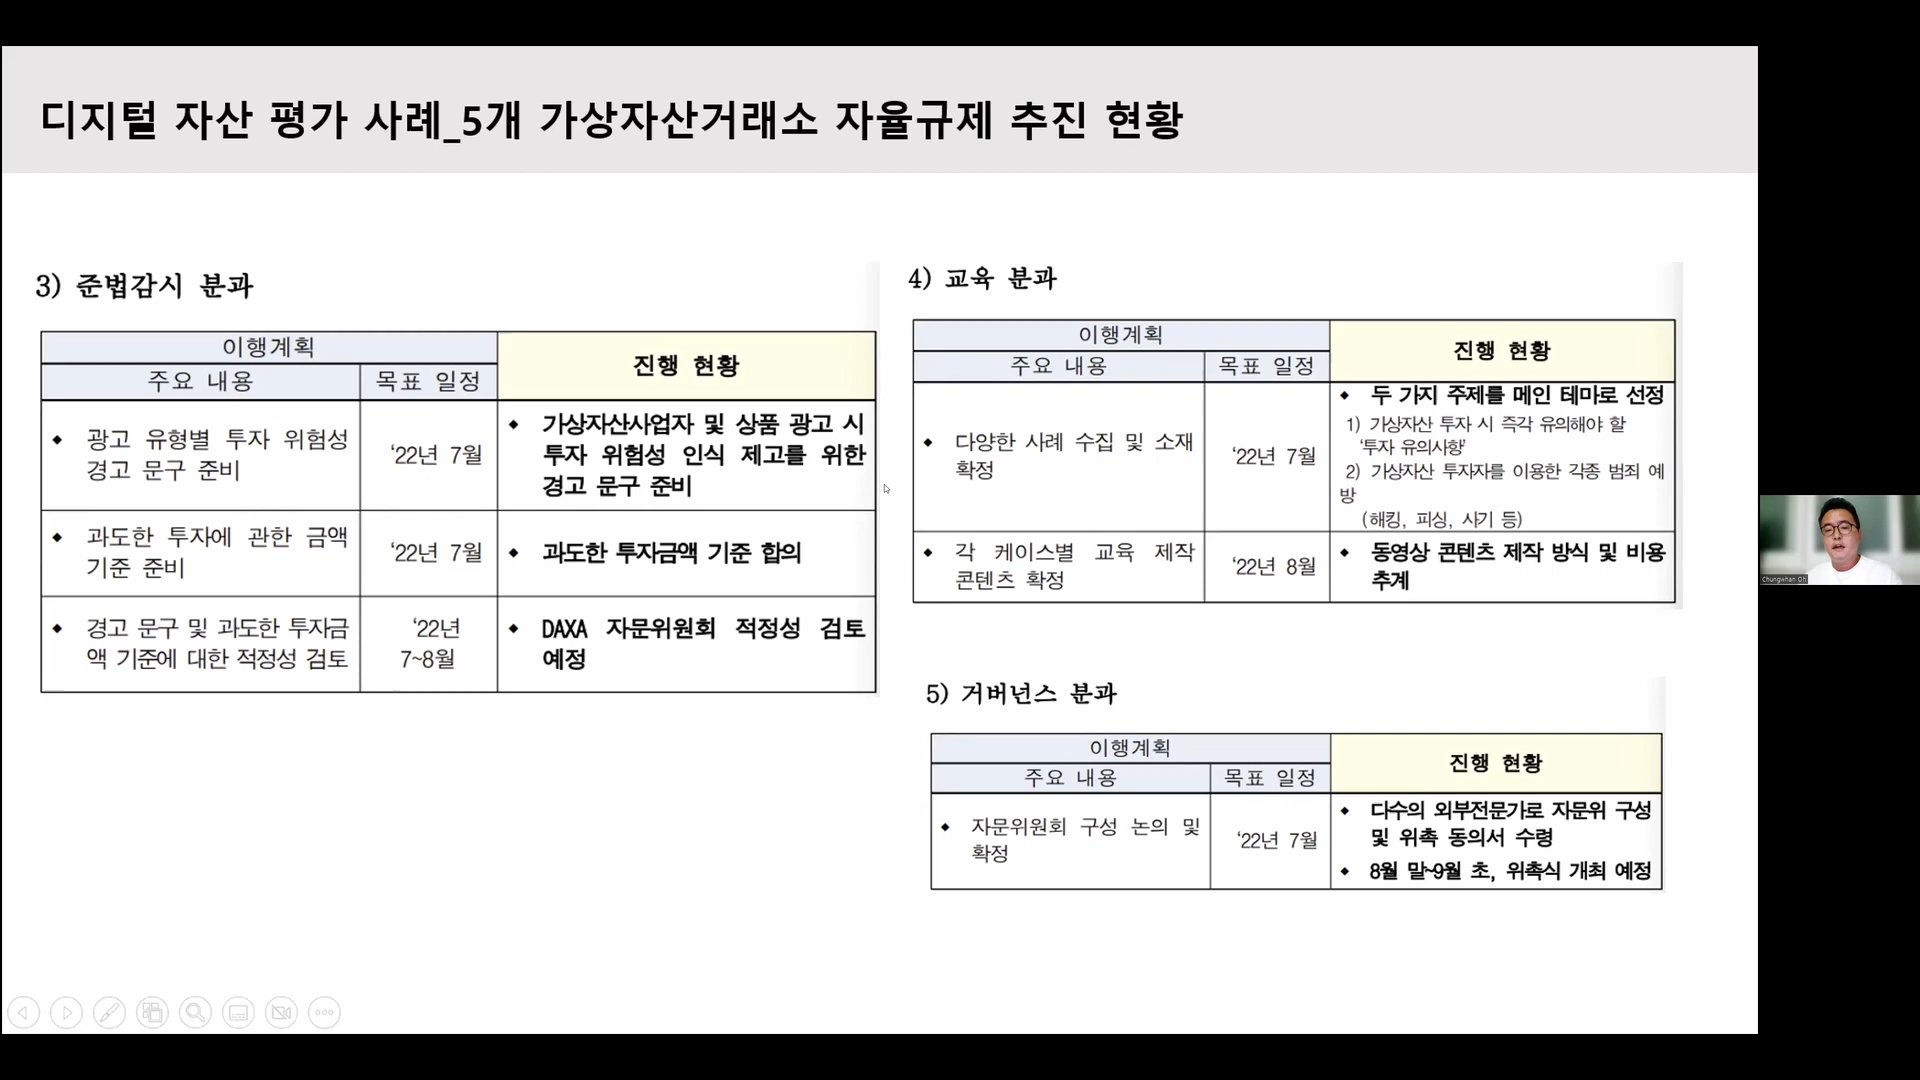 디지털 자산 평가 사례_5개 가상자산거래소 자율규제 추진 현황
3) 준법감시 분과
이행계획
진행 현황
주요 내용
목표 일정
◆ 광고 유형별 투자 위험성
경고 문구 준비
‘22년 7월
◆ 가상자산사업자 및 상품 광고 시
투자 위험성 인식 제고를 위한
경고 문구 준비
◆ 과도한 투자에 관한 금액
기준 준비
‘22년 7월
◆ 과도한 투자금액 기준 합의
◆ 경고 문구 및 과도한 투자금
액 기준에 대한 적정성 검토
‘22년
7~8월
◆ DAXA 자문위원회 적정성 검토
예정
4) 교육 분과
이행계획
진행 현황
주요 내용
목표 일정
◆ 다양한 사례 수집 및 소재
확정
‘22년 7월
◆ 두 가지 주제를 메인 테마로 선정
1) 가상자산 투자 시 즉각 유의해야 할
‘투자 유의사항’
2) 가상자산 투자자를 이용한 각종 범죄 예
방
(해킹, 피싱, 사기 등)
◆ 각 케이스별 교육 제작
콘텐츠 확정
‘22년 8월
◆ 동영상 콘텐츠 제작 방식 및 비용
추계
5) 거버넌스 분과
이행계획
진행 현황
주요 내용
목표 일정
◆ 자문위원회 구성 논의 및
확정
‘22년 7월
◆ 다수의 외부전문가로 자문위 구성
및 위촉 동의서 수령
◆ 8월 말~9월 초, 위촉식 개최 예정
Chungwhan Oh